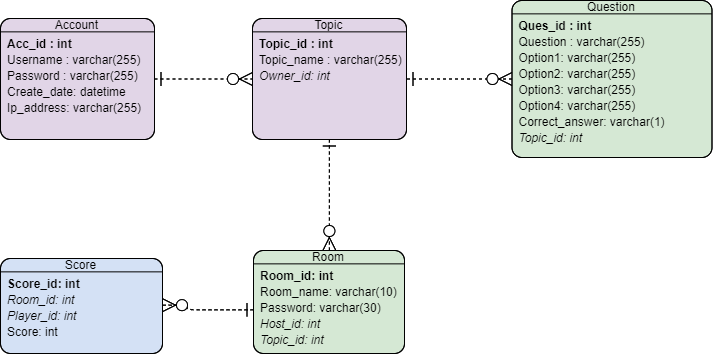 Account
Acc_id : int
Username : varchar(255)
Password : varchar(255)
Create_date: datetime
Ip_address: varchar(255)
Topic
Topic_id : int
Topic_name : varchar(255)
Owner_id: int
Question
Ques_id : int
Question : varchar(255)
Option1: varchar(255)
Option2: varchar(255)
Option3: varchar(255)
Option4: varchar(255)
Correct_answer: varchar(1)
Topic_id: int
Score
Score_id: int
Room_id: int
Player_id: int
Score: int
Room
Room_id: int
Room_name: varchar(10)
Password: varchar(30)
Host_id: int
Topic_id: int